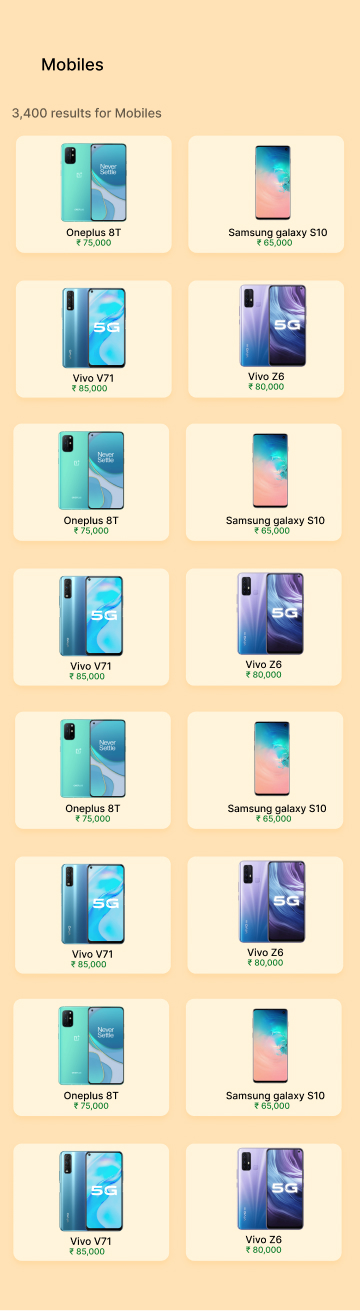 Mobiles
3,400 results for Mobiles
Never
Settle
Oneplus 8T
₹ 75,000
Samsung galaxy S10
₹ 65,000
5G
Vivo V71
₹ 85,000
5G
Vivo Z6
₹ 80,000
Never
Settle
Oneplus 8T
₹ 75,000
Samsung galaxy S10
₹ 65,000
5G
Vivo V71
₹ 85,000
5G
Vivo Z6
₹ 80,000
Never
Settle
Oneplus 8T
₹ 75,000
Samsung galaxy S10
₹ 65,000
5G
Vivo V71
₹ 85,000
5G
Vivo Z6
₹ 80,000
Never
Settle
Oneplus 8T
₹ 75,000
Samsung galaxy S10
₹ 65,000
5G
Vivo V71
₹ 85,000
5G
Vivo Z6
₹ 80,000